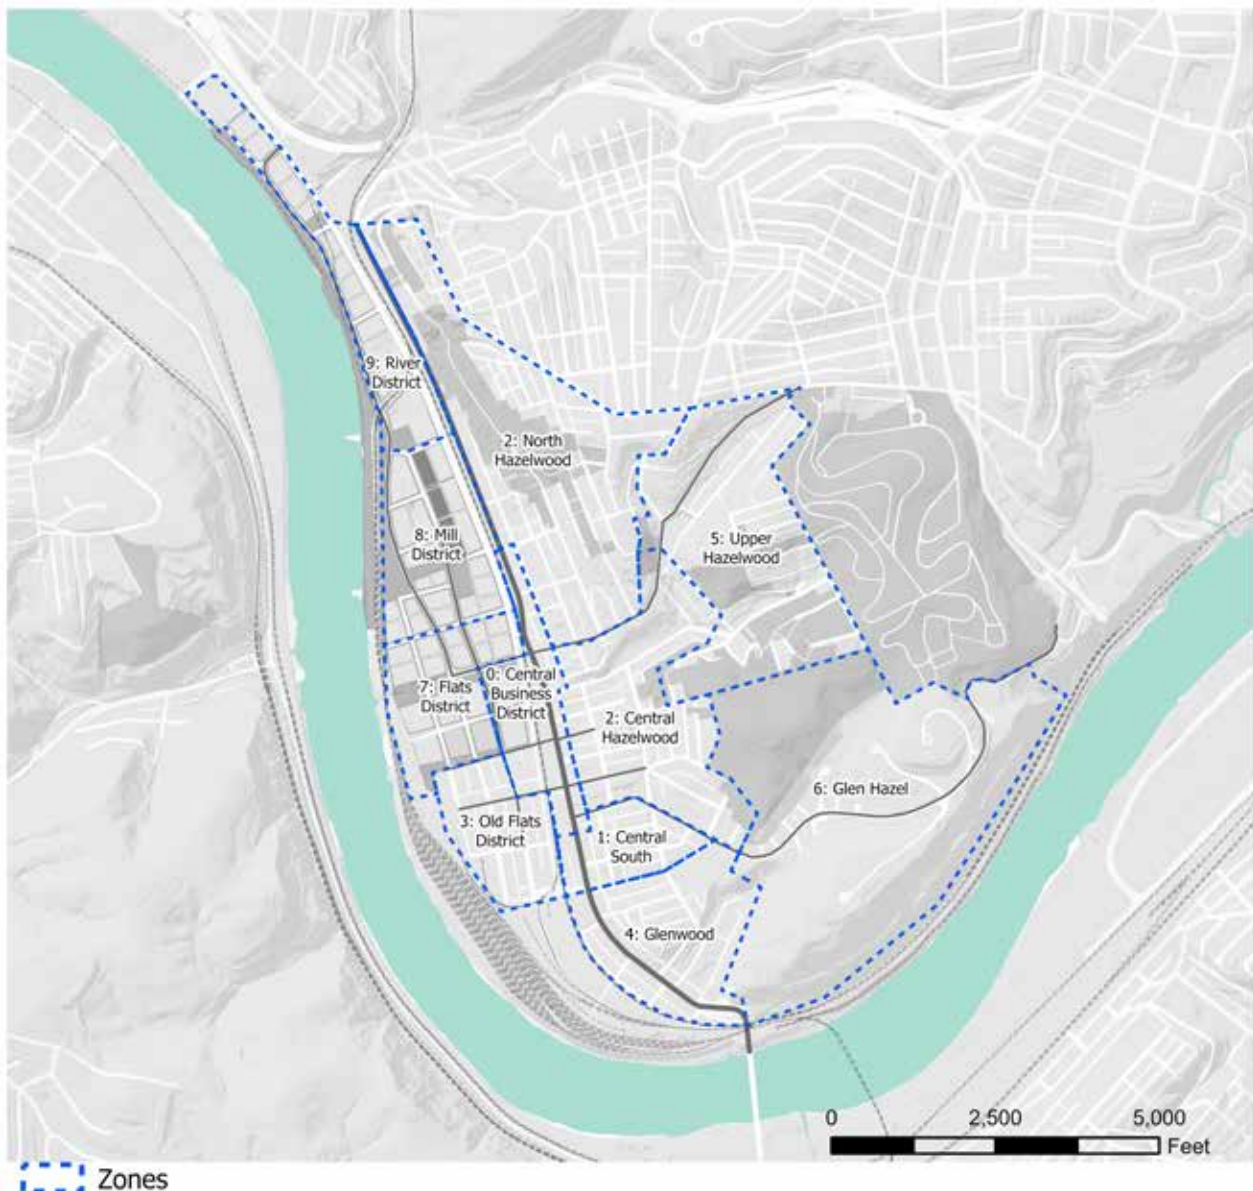 9: River
District
2: North
Hazelwood
8: Mill
District
5: Upper
Hazelwood
7: Flats
District
0: Central
Business
District
2: Central
Hazelwood
6: Glen Hazel
3: Old Flats
District
1: Central
South
4: Glenwood
0 2,500 5,000
Feet
Zones